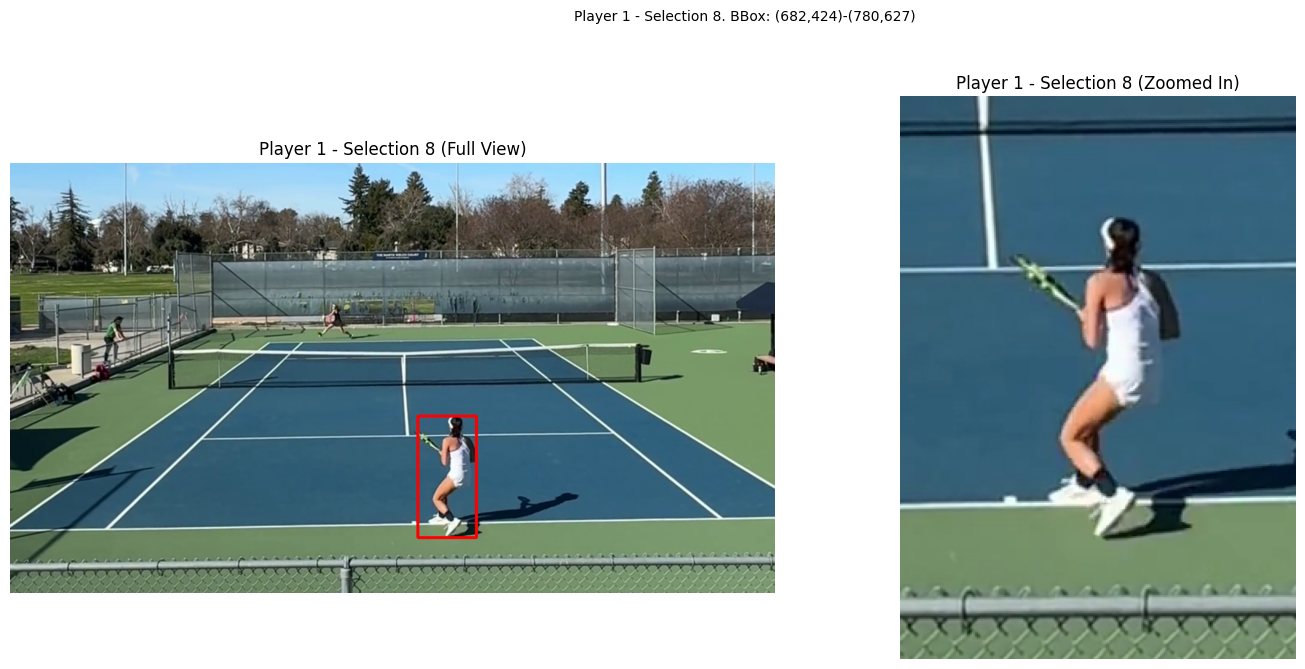 Player 1 - Selection 8. BBox: (682,424)-(780,627)
Player 1 - Selection 8 (Full View)
Player 1 - Selection 8 (Zoomed In)